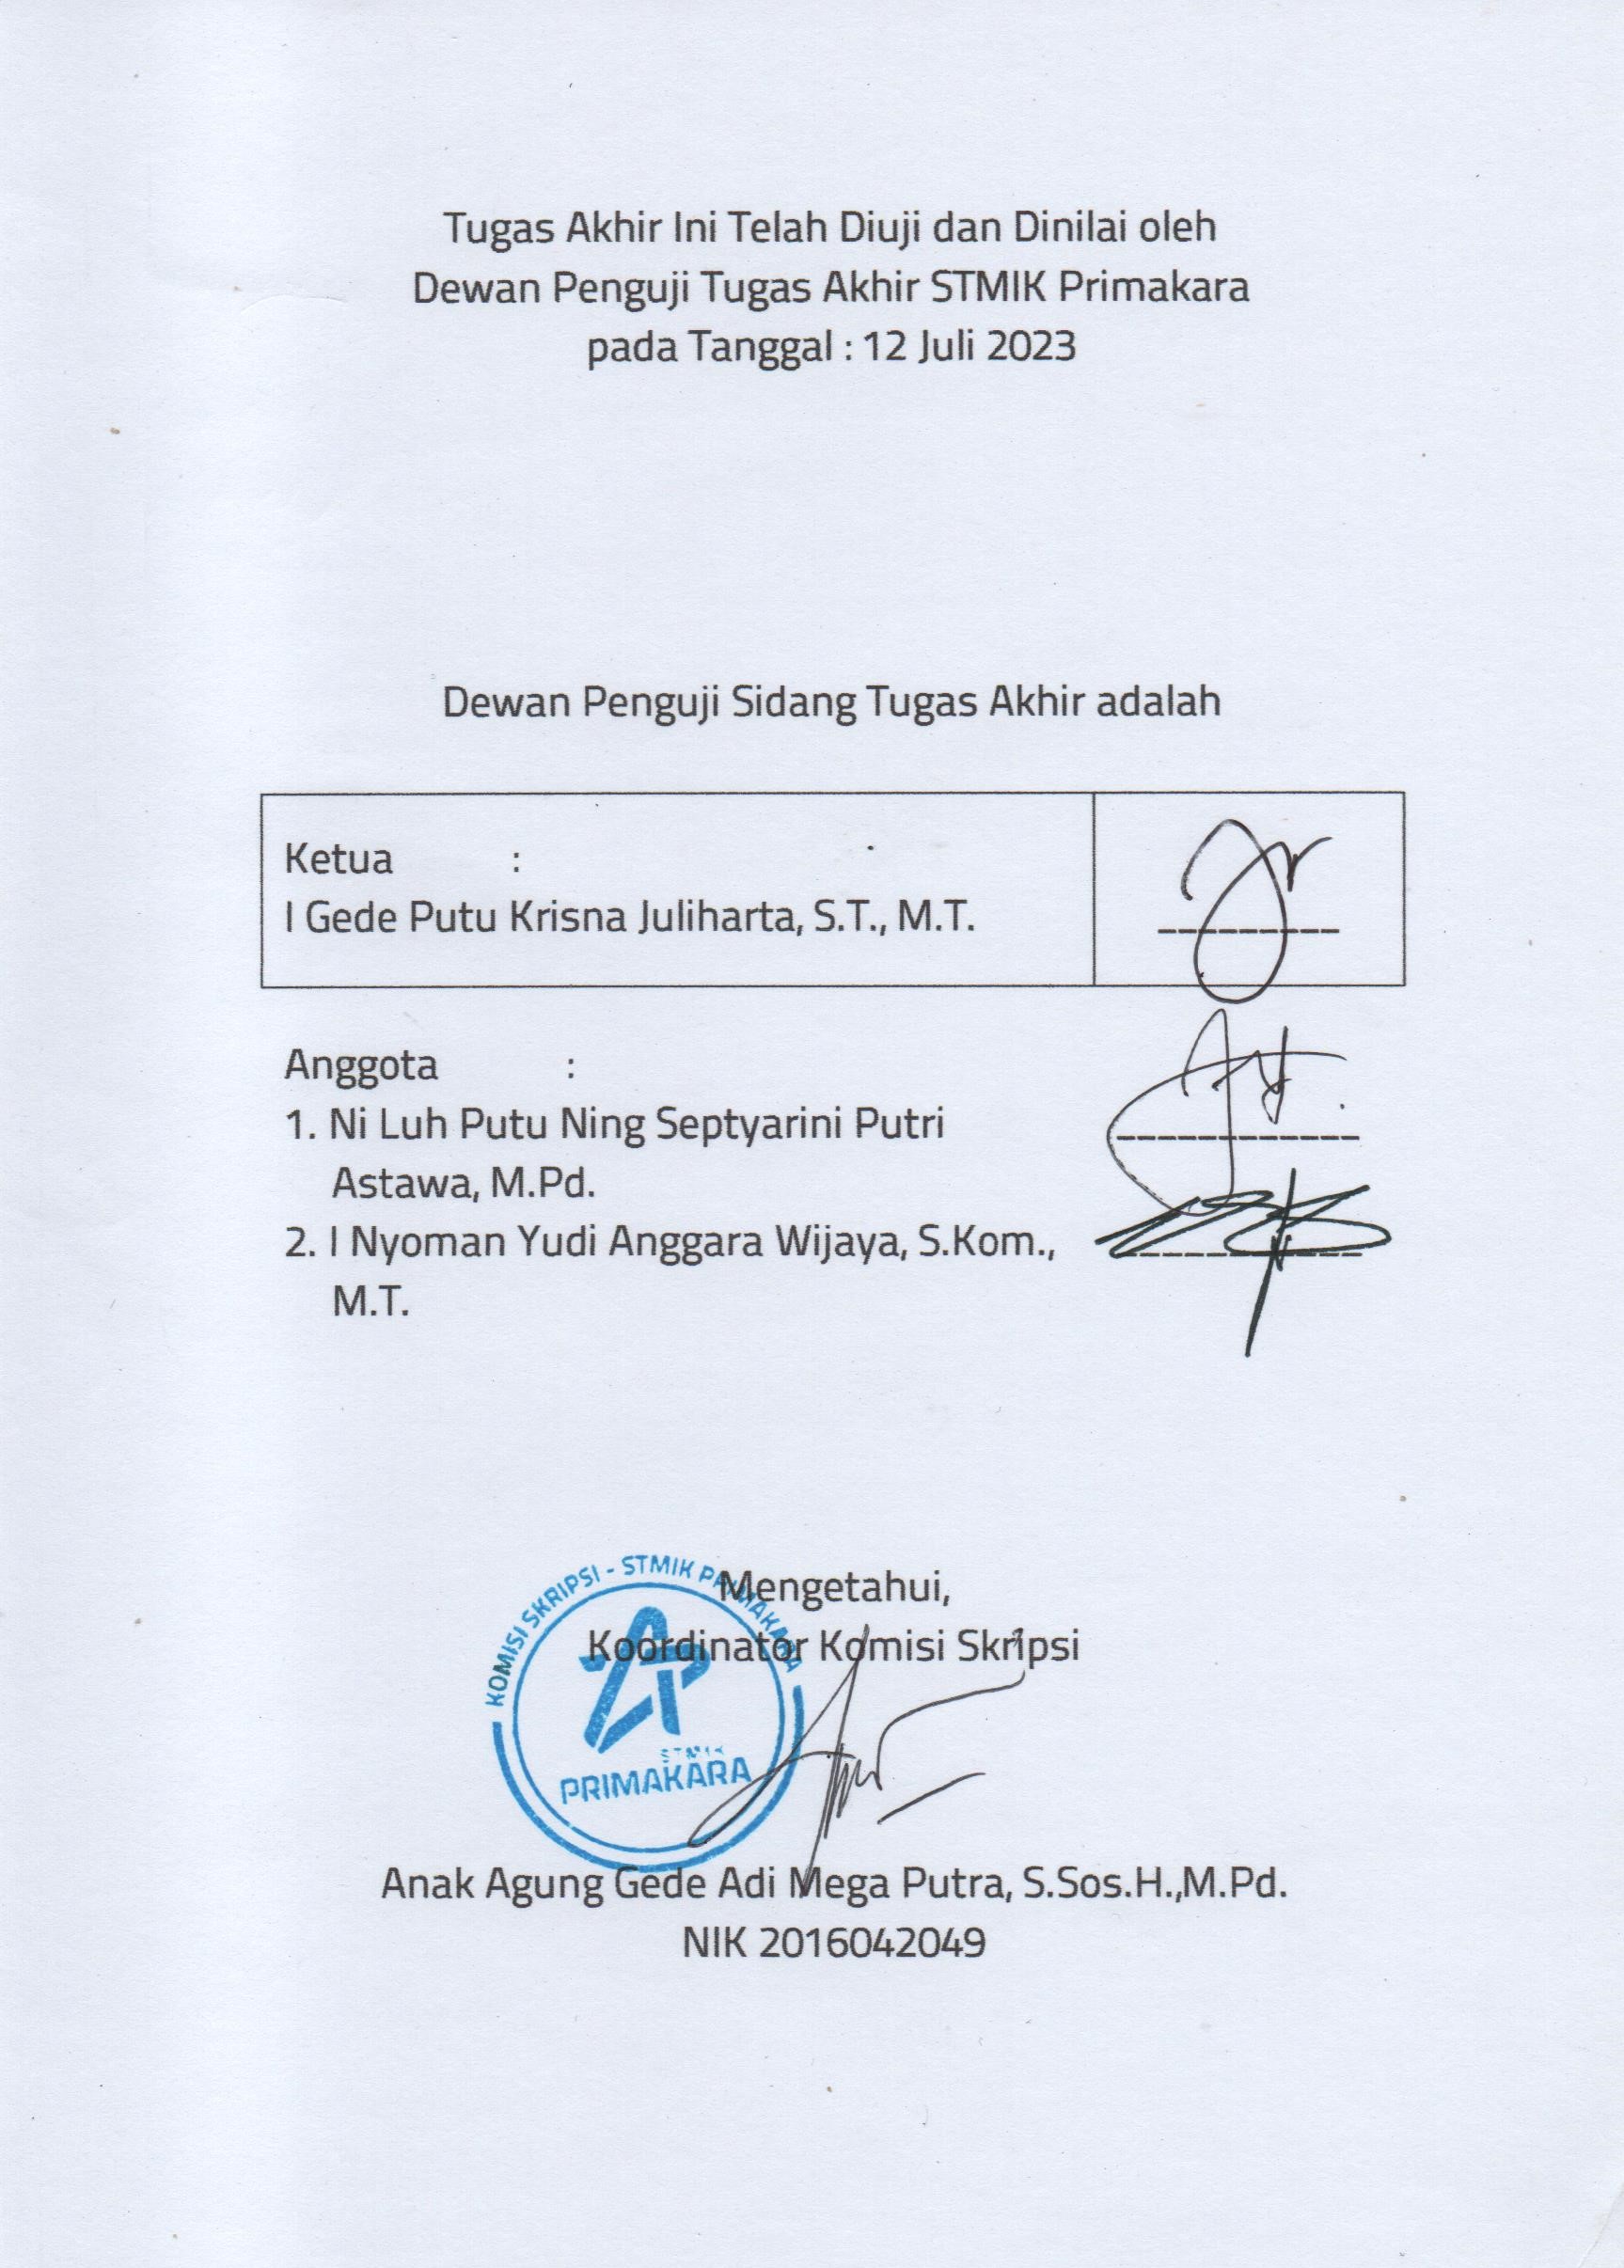 Tugas Akhir Ini Telah Diuji dan Dinilai oleh
Dewan Penguji Tugas Akhir STMIK Primakara
pada Tanggal : 12 Juli 2023
Dewan Penguji Sidang Tugas Akhir adalah
Ketua :
I Gede Putu Krisna Juliharta, S.T., M.T.
Anggota :
1. Ni Luh Putu Ning Septyarini Putri
Astawa, M.Pd.
2. I Nyoman Yudi Anggara Wijaya, S.Kom.,
M.T.
KOMISI SKRIPSI - STMIK PRIMAKARA
Mengetahui,
Koordinator Komisi Skripsi
STMIK
PRIMAKARA
Anak Agung Gede Adi Mega Putra, S.Sos.H.,M.Pd.
NIK 2016042049